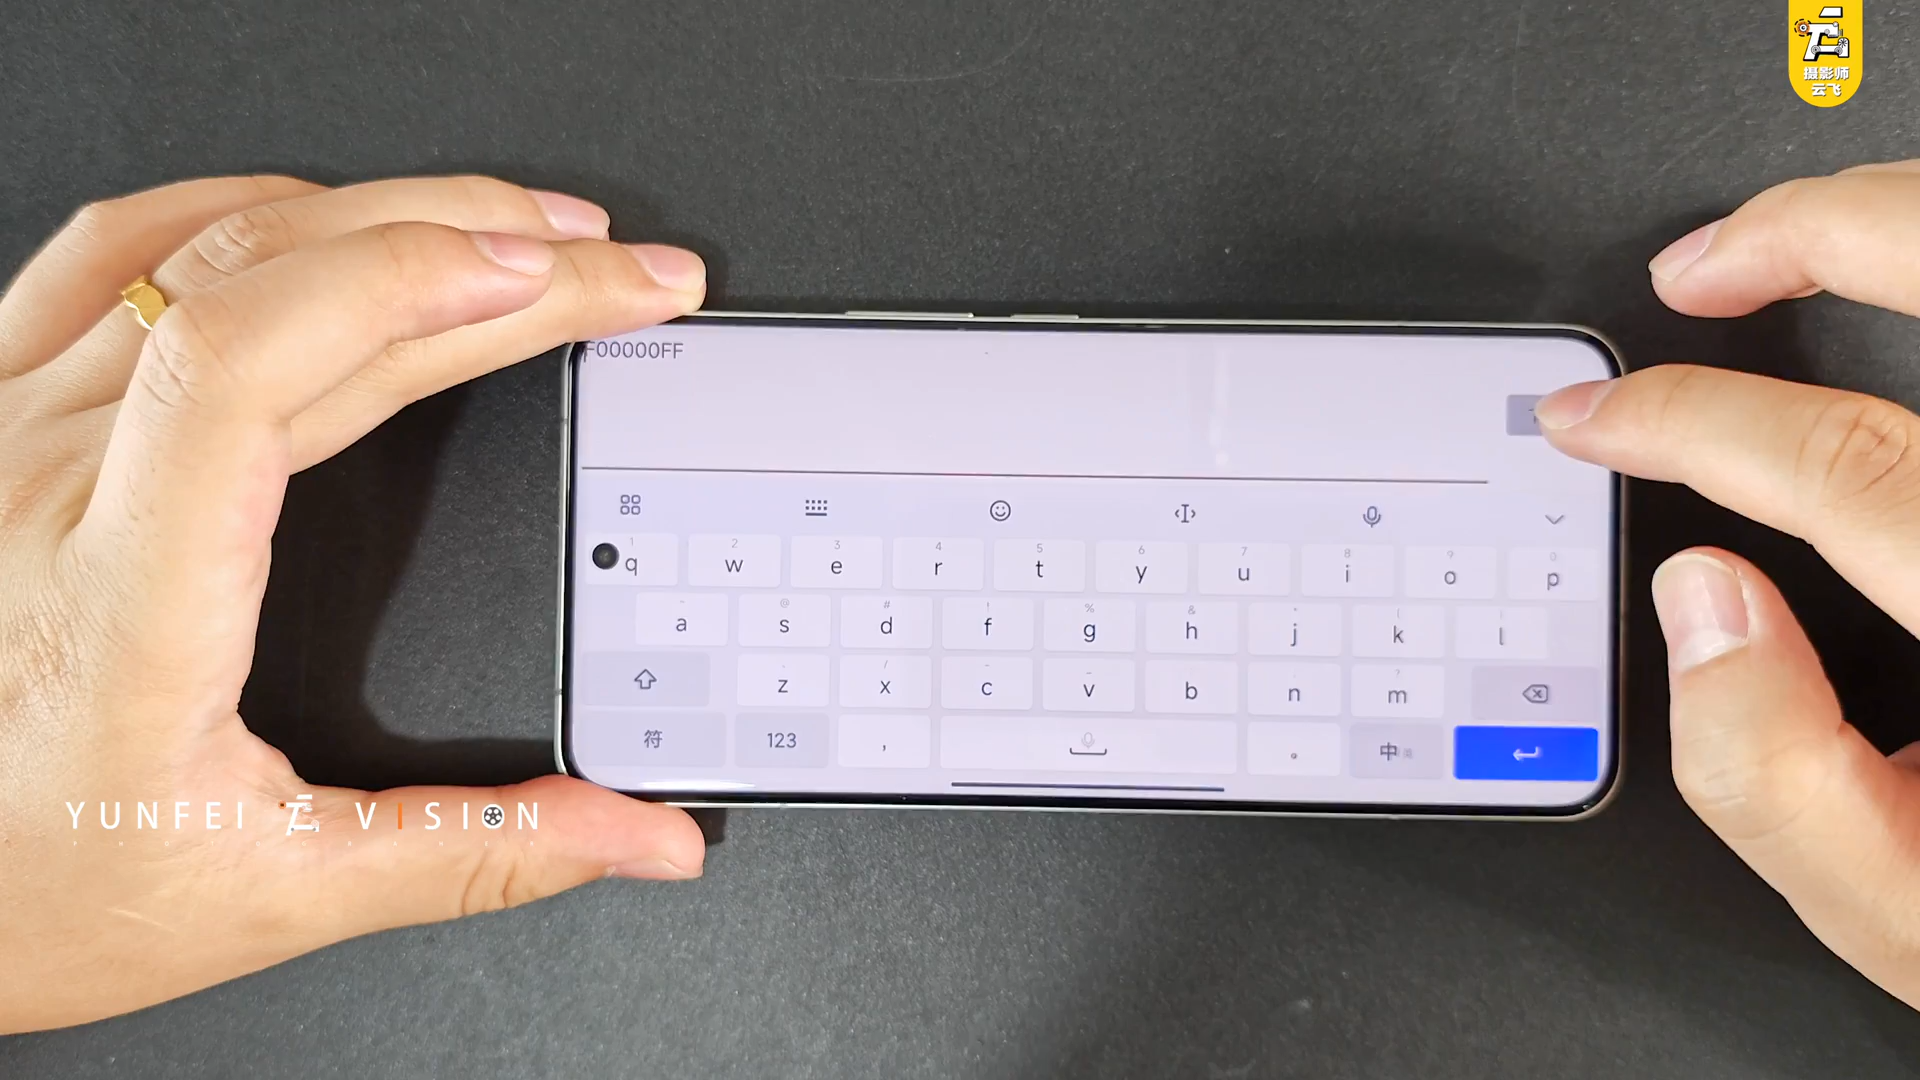 摄影师
云飞
F00000FF
1 2 3 4 5 6 7 8 9 0
q w e r t y u i o p
@ # ! % &
a s d f g h j k l
z x c v b n m
符 123 , 。 中
YUNFEI 云 VISION